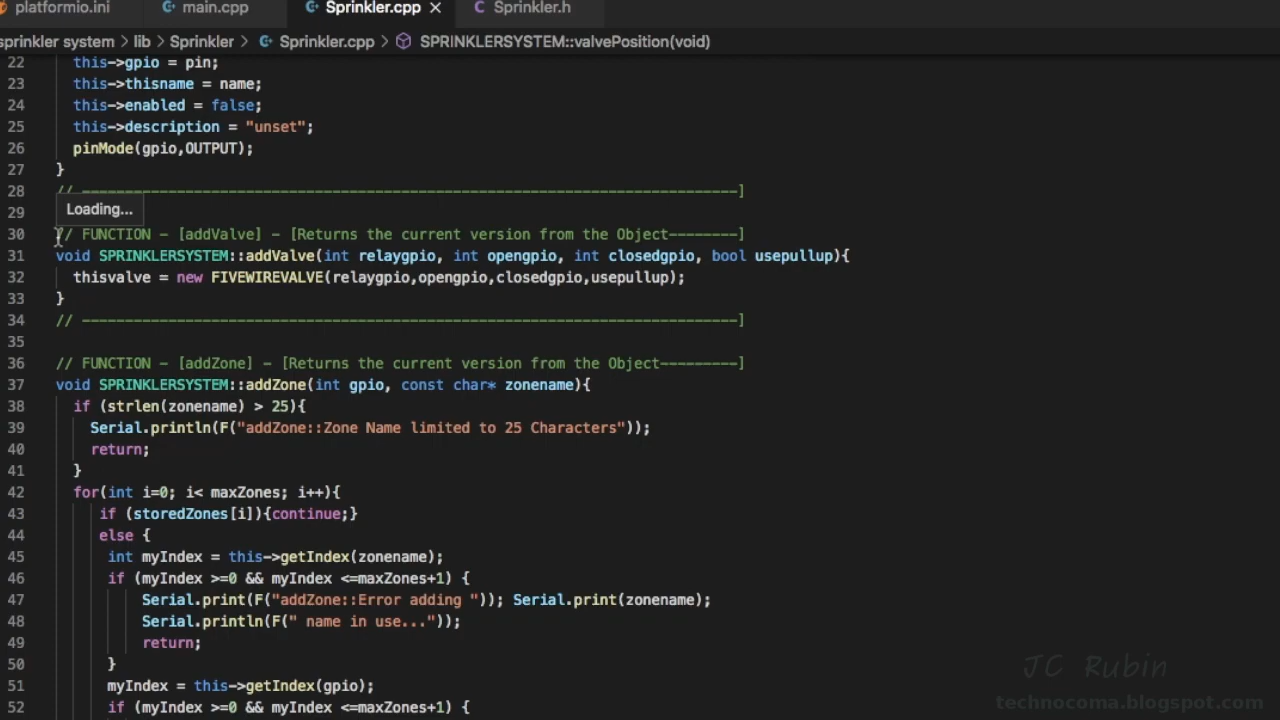 platformio.ini main.cpp Sprinkler.cpp Sprinkler.h
sprinkler system > lib > Sprinkler > Sprinkler.cpp > SPRINKLERSYSTEM::valvePosition(void)
22 this->gpio = pin;
23 this->thisname = name;
24 this->enabled = false;
25 this->description = "unset";
26 pinMode(gpio,OUTPUT);
27 }
28 // -----------------------------------------------------------------------------]
29 Loading...
30 // FUNCTION - [addValve] - [Returns the current version from the Object--------]
31 void SPRINKLERSYSTEM::addValve(int relaygpio, int opengpio, int closedgpio, bool usepullup){
32 thisvalve = new FIVEWIREVALVE(relaygpio,opengpio,closedgpio,usepullup);
33 }
34 // -----------------------------------------------------------------------------]
35
36 // FUNCTION - [addZone] - [Returns the current version from the Object---------]
37 void SPRINKLERSYSTEM::addZone(int gpio, const char* zonename){
38 if (strlen(zonename) > 25){
39 Serial.println(F("addZone::Zone Name limited to 25 Characters"));
40 return;
41 }
42 for(int i=0; i< maxZones; i++){
43 if (storedZones[i]){continue;}
44 else {
45 int myIndex = this->getIndex(zonename);
46 if (myIndex >=0 && myIndex <=maxZones+1) {
47 Serial.print(F("addZone::Error adding ")); Serial.print(zonename);
48 Serial.println(F(" name in use..."));
49 return;
50 }
51 myIndex = this->getIndex(gpio);
52 if (myIndex >=0 && myIndex <=maxZones+1) {
JC Rubin
technocoma.blogspot.com